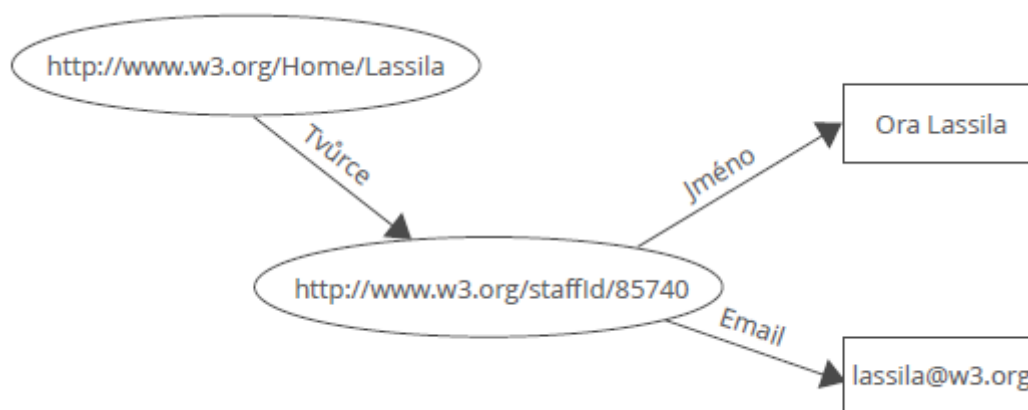 http://www.w3.org/Home/Lassila
Tvůrce
Ora Lassila
Jméno
http://www.w3.org/staffId/85740
Email
lassila@w3.org